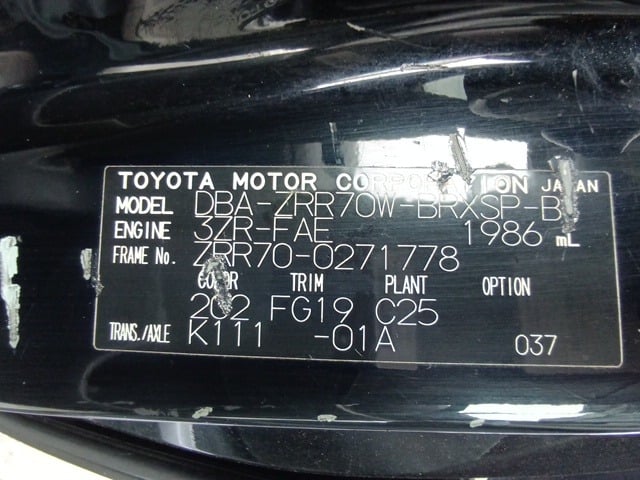 TOYOTA MOTOR CORPORATION JAPAN
MODEL DBA-ZRR70W-BRXSP-B
ENGINE 3ZR-FAE 1986 mL
FRAME No. ZRR70-0271778
COLOR TRIM PLANT OPTION
202 FG19 C25
TRANS./AXLE K111 -01A 037